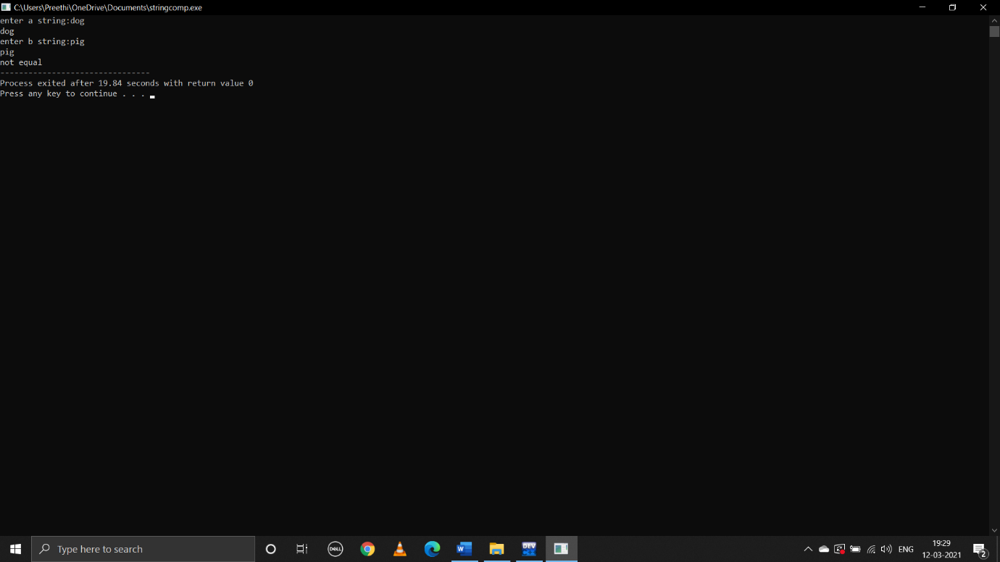 C:\Users\Preethi\OneDrive\Documents\stringcomp.exe
enter a string:dog
dog
enter b string:pig
pig
not equal
--------------------------------
Process exited after 19.84 seconds with return value 0
Press any key to continue . . .
Type here to search
DELL
W
DEV
C++
ENG
19:29
12-03-2021
2